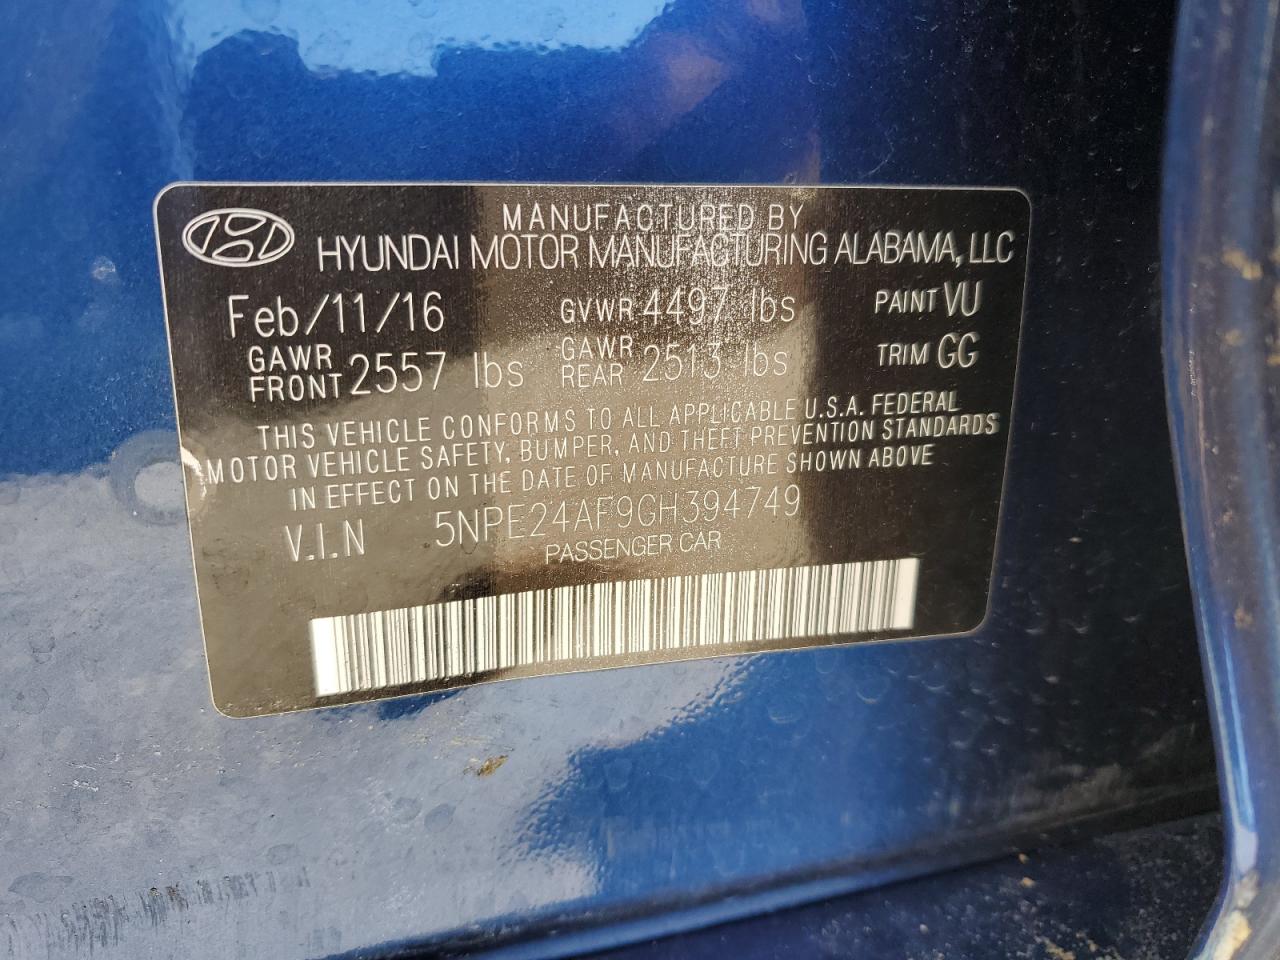 MANUFACTURED BY
HYUNDAI MOTOR MANUFACTURING ALABAMA, LLC
Feb/11/16 GVWR 4497 lbs PAINT VU
GAWR FRONT 2557 lbs GAWR REAR 2513 lbs TRIM GG
THIS VEHICLE CONFORMS TO ALL APPLICABLE U.S.A. FEDERAL
MOTOR VEHICLE SAFETY, BUMPER, AND THEFT PREVENTION STANDARDS
IN EFFECT ON THE DATE OF MANUFACTURE SHOWN ABOVE
V.I.N 5NPE24AF9GH394749
PASSENGER CAR